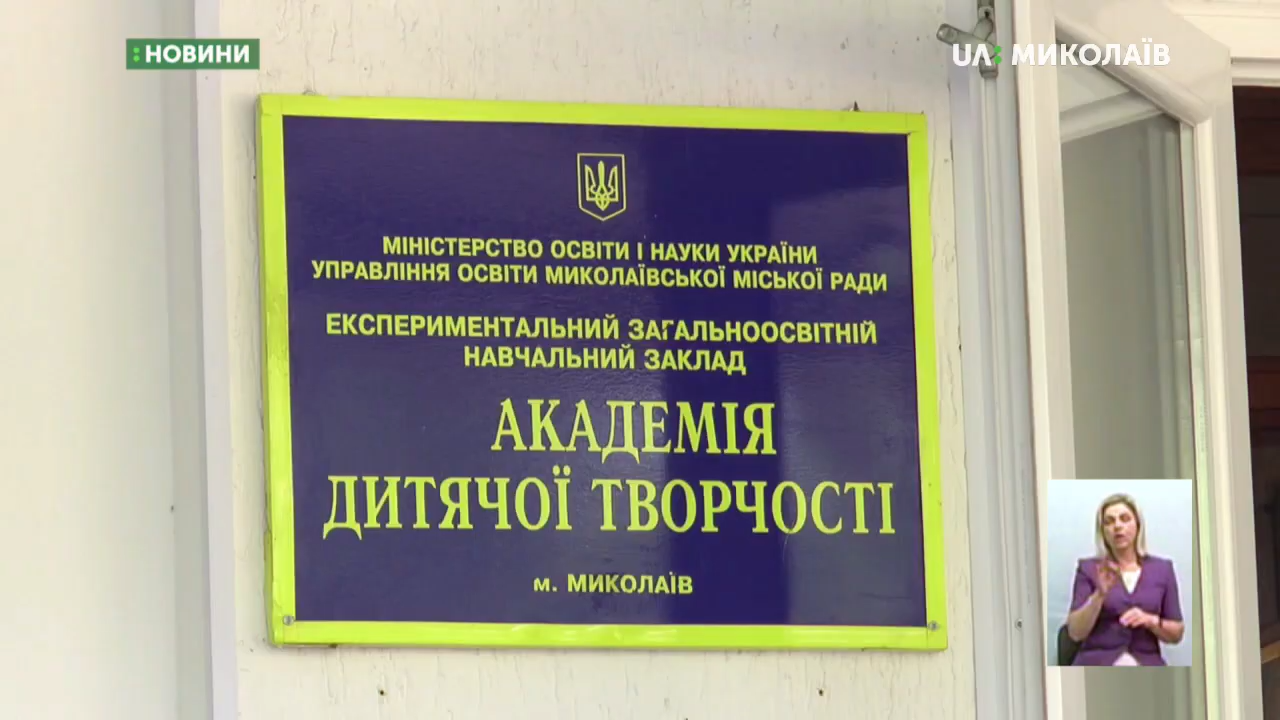 :НОВИНИ
UA: МИКОЛАЇВ
МІНІСТЕРСТВО ОСВІТИ І НАУКИ УКРАЇНИ
УПРАВЛІННЯ ОСВІТИ МИКОЛАЇВСЬКОЇ МІСЬКОЇ РАДИ
ЕКСПЕРИМЕНТАЛЬНИЙ ЗАГАЛЬНООСВІТНІЙ
НАВЧАЛЬНИЙ ЗАКЛАД
АКАДЕМІЯ
ДИТЯЧОЇ ТВОРЧОСТІ
м. МИКОЛАЇВ